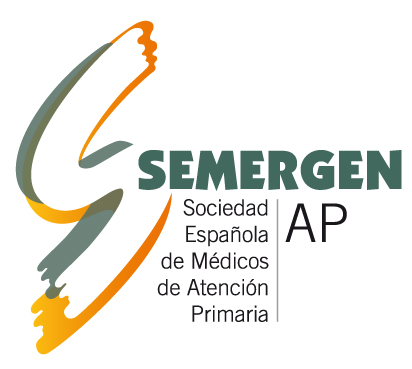 SEMERGEN
Sociedad
Española
de Médicos
de Atención
Primaria
AP